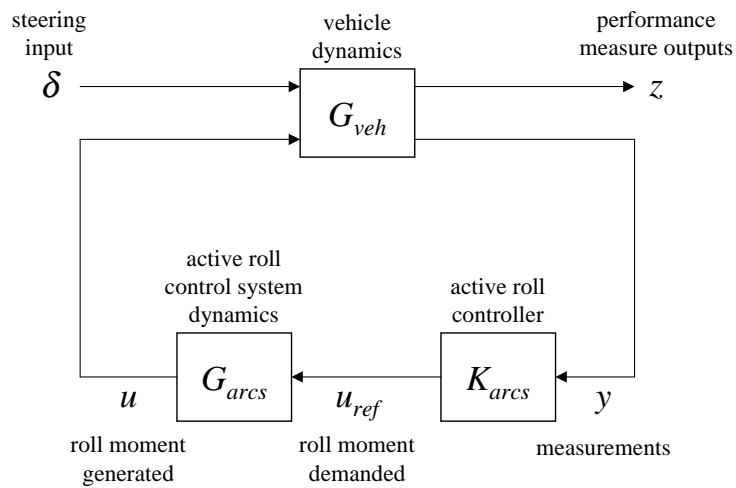 steering
input
vehicle
dynamics
performance
measure outputs
δ
G_veh
z
active roll
control system
dynamics
active roll
controller
G_arcs
K_arcs
u
u_ref
y
roll moment
generated
roll moment
demanded
measurements